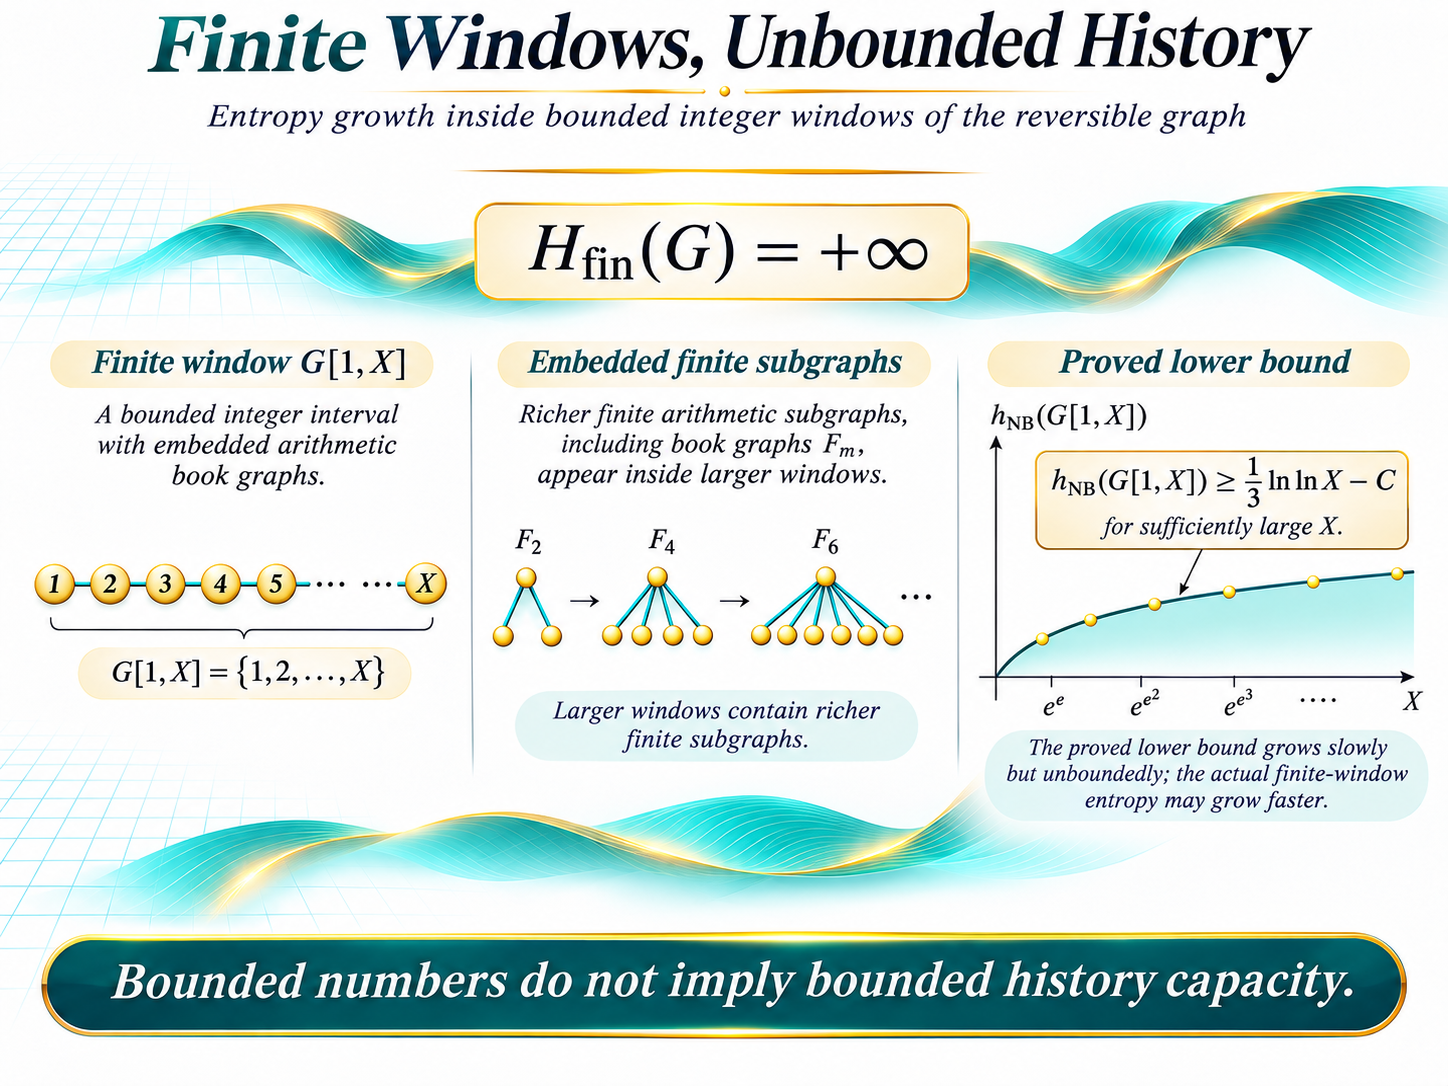 Finite Windows, Unbounded History
Entropy growth inside bounded integer windows of the reversible graph
H_fin(G) = +∞
Finite window G[1, X]
A bounded integer interval
with embedded arithmetic
book graphs.
1 2 3 4 5 ··· ··· X
G[1, X] = {1, 2, ..., X}
Embedded finite subgraphs
Richer finite arithmetic subgraphs,
including book graphs F_m,
appear inside larger windows.
F_2 F_4 F_6
→ → ···
Larger windows contain richer
finite subgraphs.
Proved lower bound
h_NB(G[1, X])
h_NB(G[1, X]) ≥ 1/3 ln ln X − C
for sufficiently large X.
e^e e^{e^2} e^{e^3} ···· X
The proved lower bound grows slowly
but unboundedly; the actual finite-window
entropy may grow faster.
Bounded numbers do not imply bounded history capacity.